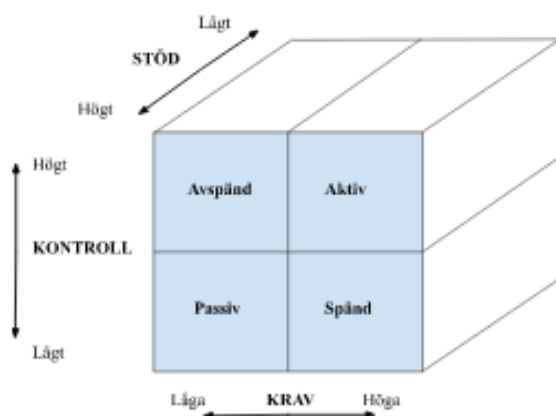 Lågt
STÖD
Högt
Högt
Avspänd Aktiv
KONTROLL
Passiv Spänd
Lågt
Låga KRAV Höga